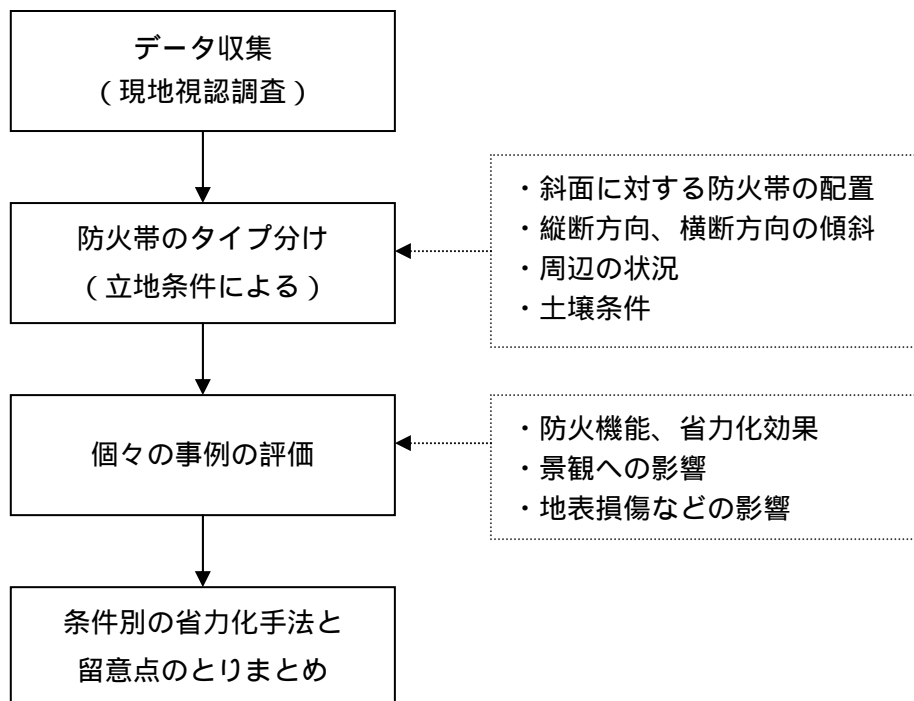 データ収集
（現地視認調査）
防火帯のタイプ分け
（立地条件による）
・斜面に対する防火帯の配置
・縦断方向、横断方向の傾斜
・周辺の状況
・土壌条件
個々の事例の評価
・防火機能、省力化効果
・景観への影響
・地表損傷などの影響
条件別の省力化手法と
留意点のとりまとめ